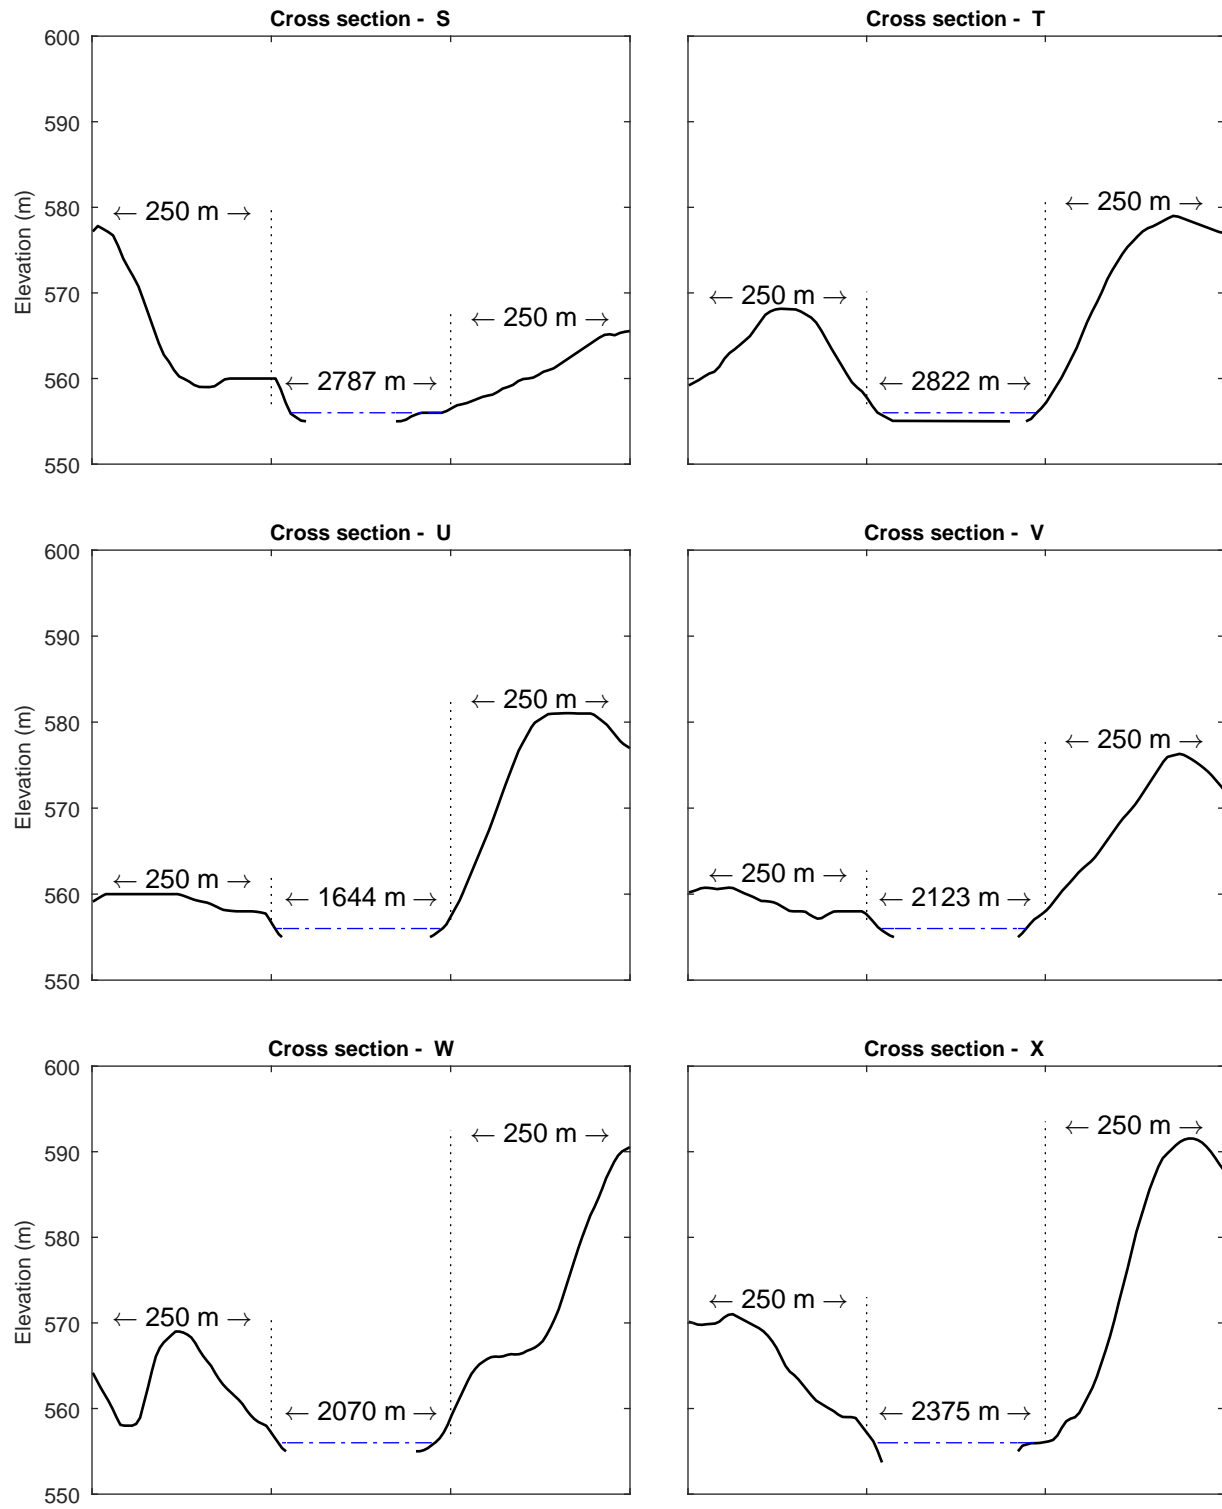 Cross section - S
Cross section - T
600
590
580
570
560
550
Elevation (m)
← 250 m →
← 2787 m →
← 250 m →
← 250 m →
← 2822 m →
← 250 m →
Cross section - U
Cross section - V
600
590
580
570
560
550
Elevation (m)
← 250 m →
← 1644 m →
← 250 m →
← 250 m →
← 2123 m →
← 250 m →
Cross section - W
Cross section - X
600
590
580
570
560
550
Elevation (m)
← 250 m →
← 2070 m →
← 250 m →
← 250 m →
← 2375 m →
← 250 m →